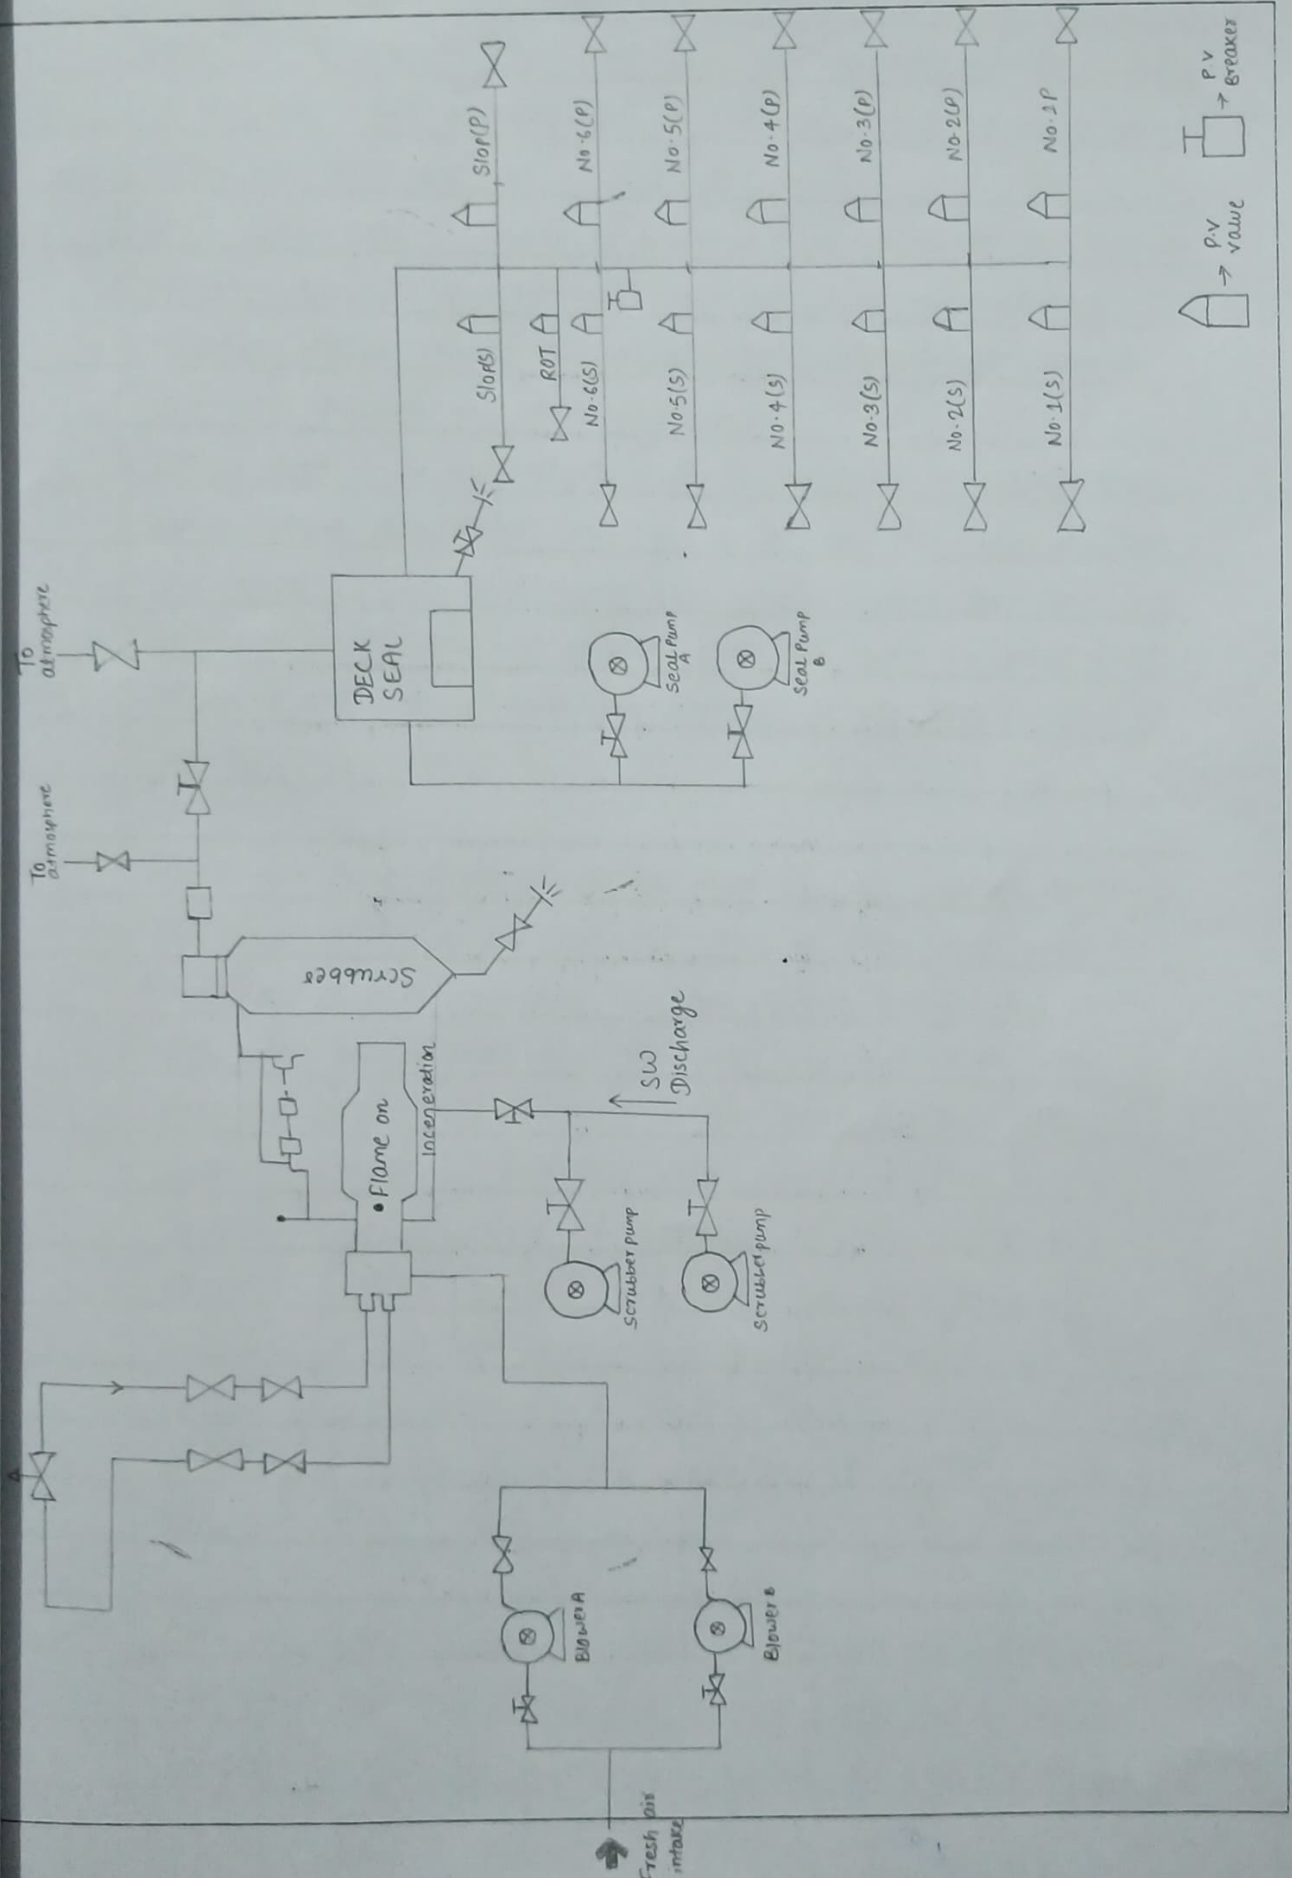 To
atmosphere
To
atmosphere
DECK
SEAL
Scrubber
• Flame on
Inceneration
SW
Discharge
Scrubber pump
Scrubber pump
Seal Pump
A
Seal Pump
B
Blower A
Blower B
Fresh air
intake
Slop(P)
No.6(P)
No.5(P)
No.4(P)
No.3(P)
No.2(P)
No.1P
Slop(S)
ROT
No.6(S)
No.5(S)
No.4(S)
No.3(S)
No.2(S)
No.1(S)
→ P.V
Valve
→ P.V
Breaker